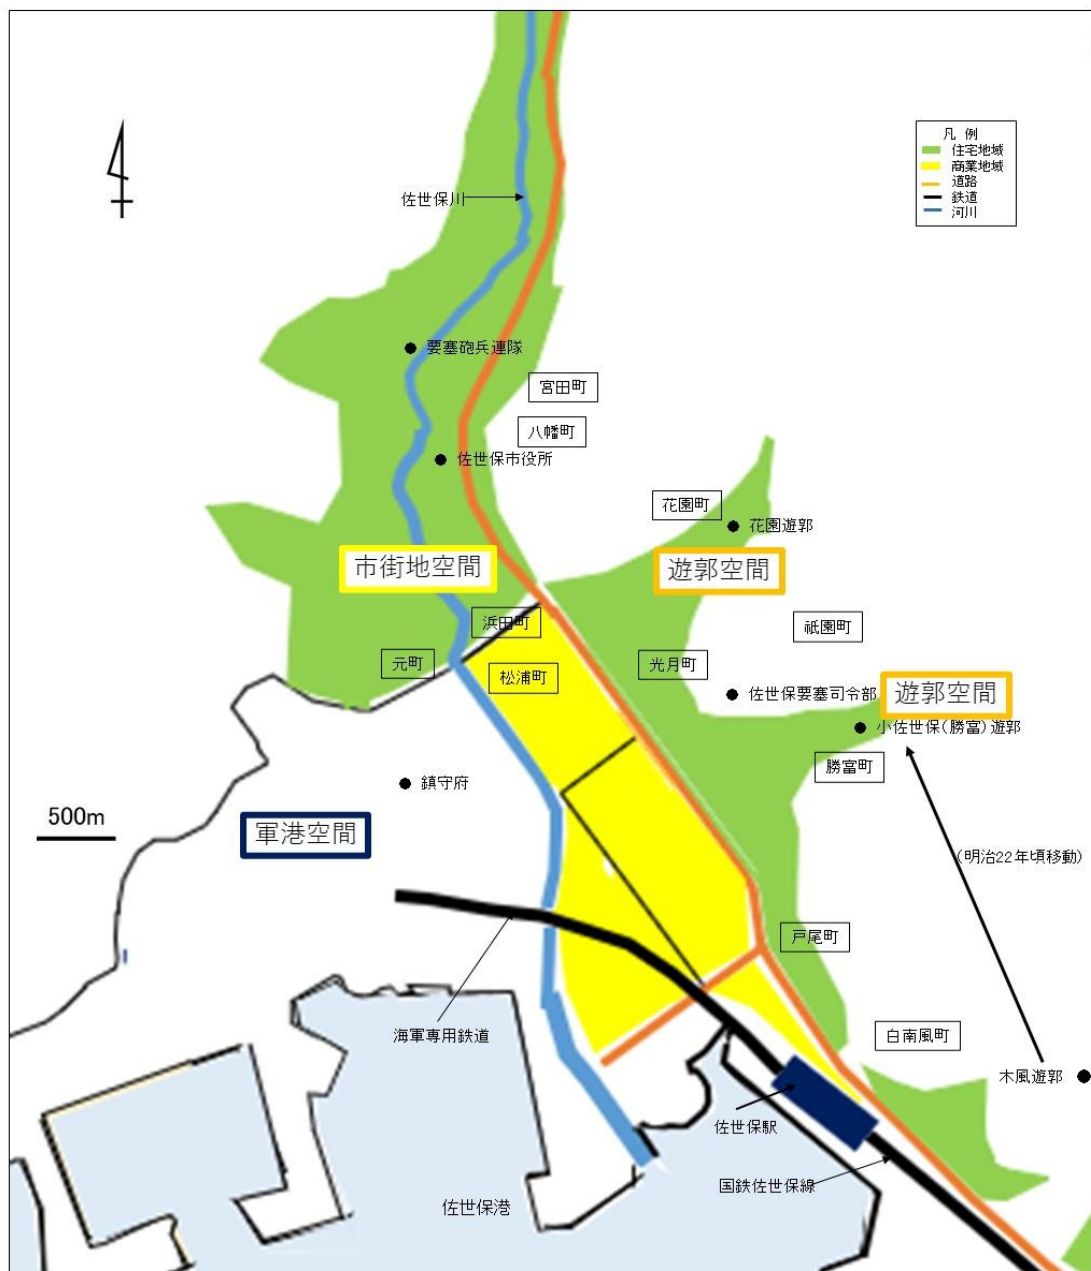 凡 例
住宅地域
商業地域
道路
鉄道
河川
佐世保川
要塞砲兵連隊
宮田町
八幡町
佐世保市役所
花園町
花園遊郭
市街地空間
遊郭空間
浜田町
祇園町
元町
松浦町
光月町
佐世保要塞司令部
遊郭空間
小佐世保(勝富)遊郭
勝富町
鎮守府
500m
軍港空間
(明治22年頃移動)
戸尾町
海軍専用鉄道
白南風町
木風遊郭
佐世保駅
国鉄佐世保線
佐世保港